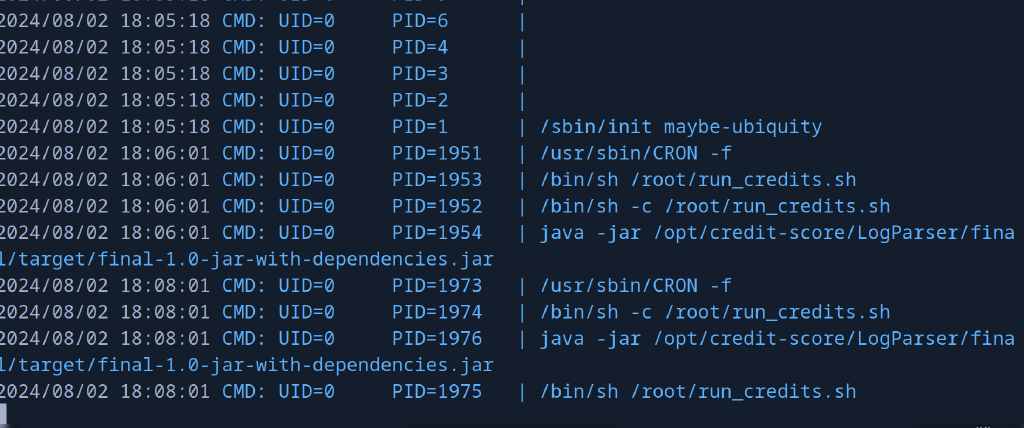 2024/08/02 18:05:18 CMD: UID=0 PID=6 |
2024/08/02 18:05:18 CMD: UID=0 PID=4 |
2024/08/02 18:05:18 CMD: UID=0 PID=3 |
2024/08/02 18:05:18 CMD: UID=0 PID=2 |
2024/08/02 18:05:18 CMD: UID=0 PID=1 | /sbin/init maybe-ubiquity
2024/08/02 18:06:01 CMD: UID=0 PID=1951 | /usr/sbin/CRON -f
2024/08/02 18:06:01 CMD: UID=0 PID=1953 | /bin/sh /root/run_credits.sh
2024/08/02 18:06:01 CMD: UID=0 PID=1952 | /bin/sh -c /root/run_credits.sh
2024/08/02 18:06:01 CMD: UID=0 PID=1954 | java -jar /opt/credit-score/LogParser/fina
l/target/final-1.0-jar-with-dependencies.jar
2024/08/02 18:08:01 CMD: UID=0 PID=1973 | /usr/sbin/CRON -f
2024/08/02 18:08:01 CMD: UID=0 PID=1974 | /bin/sh -c /root/run_credits.sh
2024/08/02 18:08:01 CMD: UID=0 PID=1976 | java -jar /opt/credit-score/LogParser/fina
l/target/final-1.0-jar-with-dependencies.jar
2024/08/02 18:08:01 CMD: UID=0 PID=1975 | /bin/sh /root/run_credits.sh